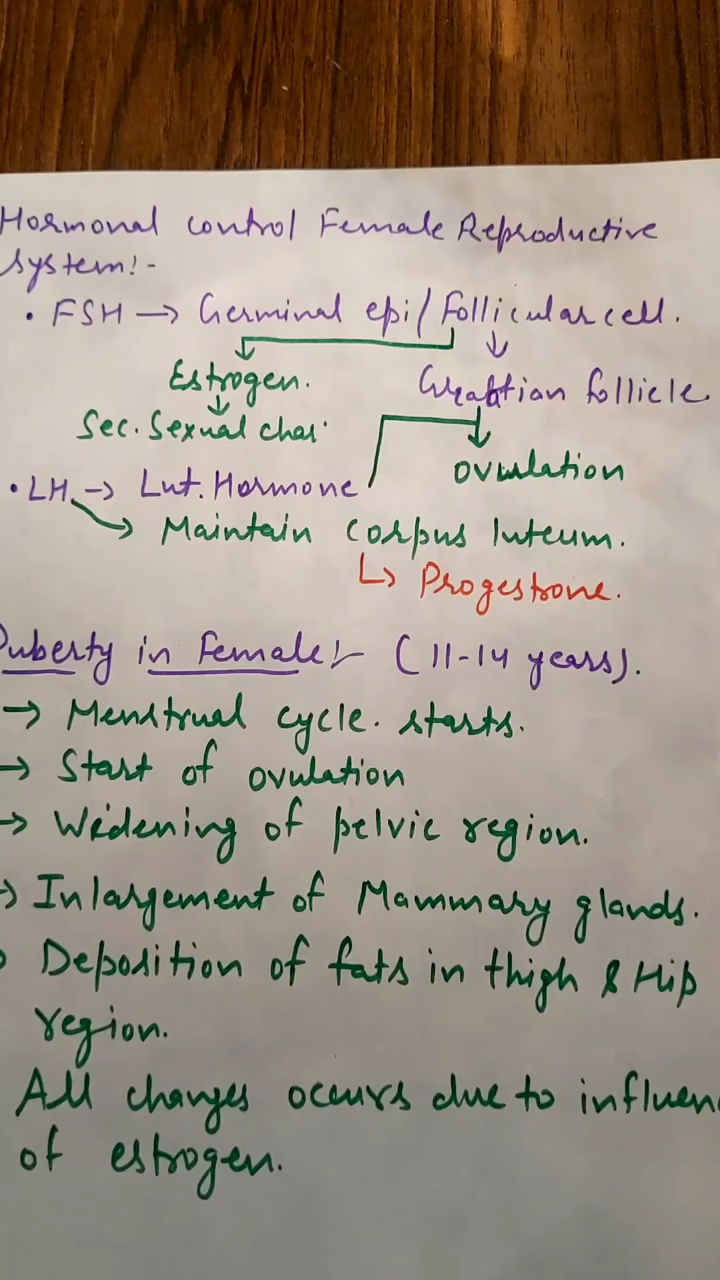 Hormonal control Female Reproductive
System:-
• FSH → Germinal epi/Follicular cell.
Estrogen.
Graafian follicle.
Sec. Sexual char.
ovulation
• LH → Lut. Hormone
→ Maintain Corpus luteum.
↳ Progestrone.
Puberty in Female:- (11-14 years).
→ Menstrual cycle. starts.
→ Start of ovulation
→ Widening of pelvic region.
→ Inlargement of Mammary glands.
Deposition of fats in thigh & Hip
region.
All changes occurs due to influen
of estrogen.